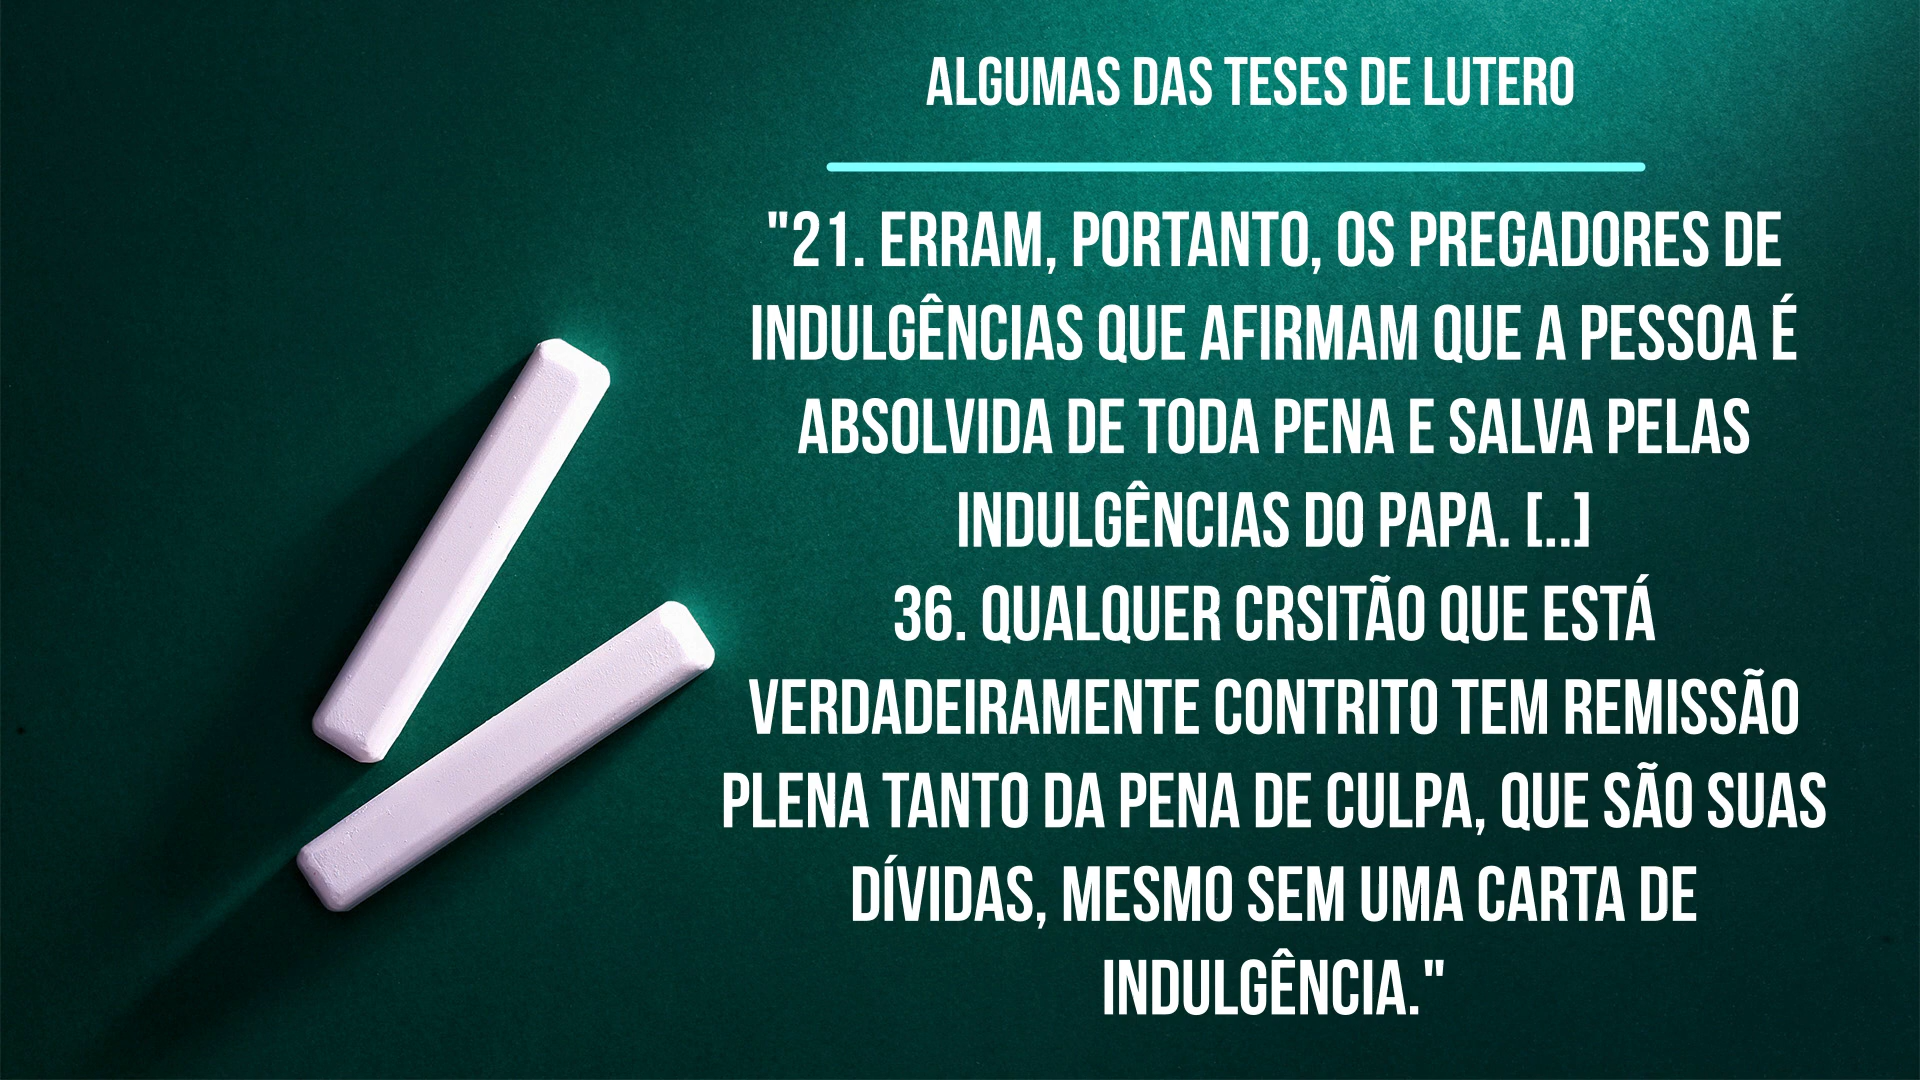 ALGUMAS DAS TESES DE LUTERO
"21. ERRAM, PORTANTO, OS PREGADORES DE
INDULGÊNCIAS QUE AFIRMAM QUE A PESSOA É
ABSOLVIDA DE TODA PENA E SALVA PELAS
INDULGÊNCIAS DO PAPA. [..]
36. QUALQUER CRSITÃO QUE ESTÁ
VERDADEIRAMENTE CONTRITO TEM REMISSÃO
PLENA TANTO DA PENA DE CULPA, QUE SÃO SUAS
DÍVIDAS, MESMO SEM UMA CARTA DE
INDULGÊNCIA."